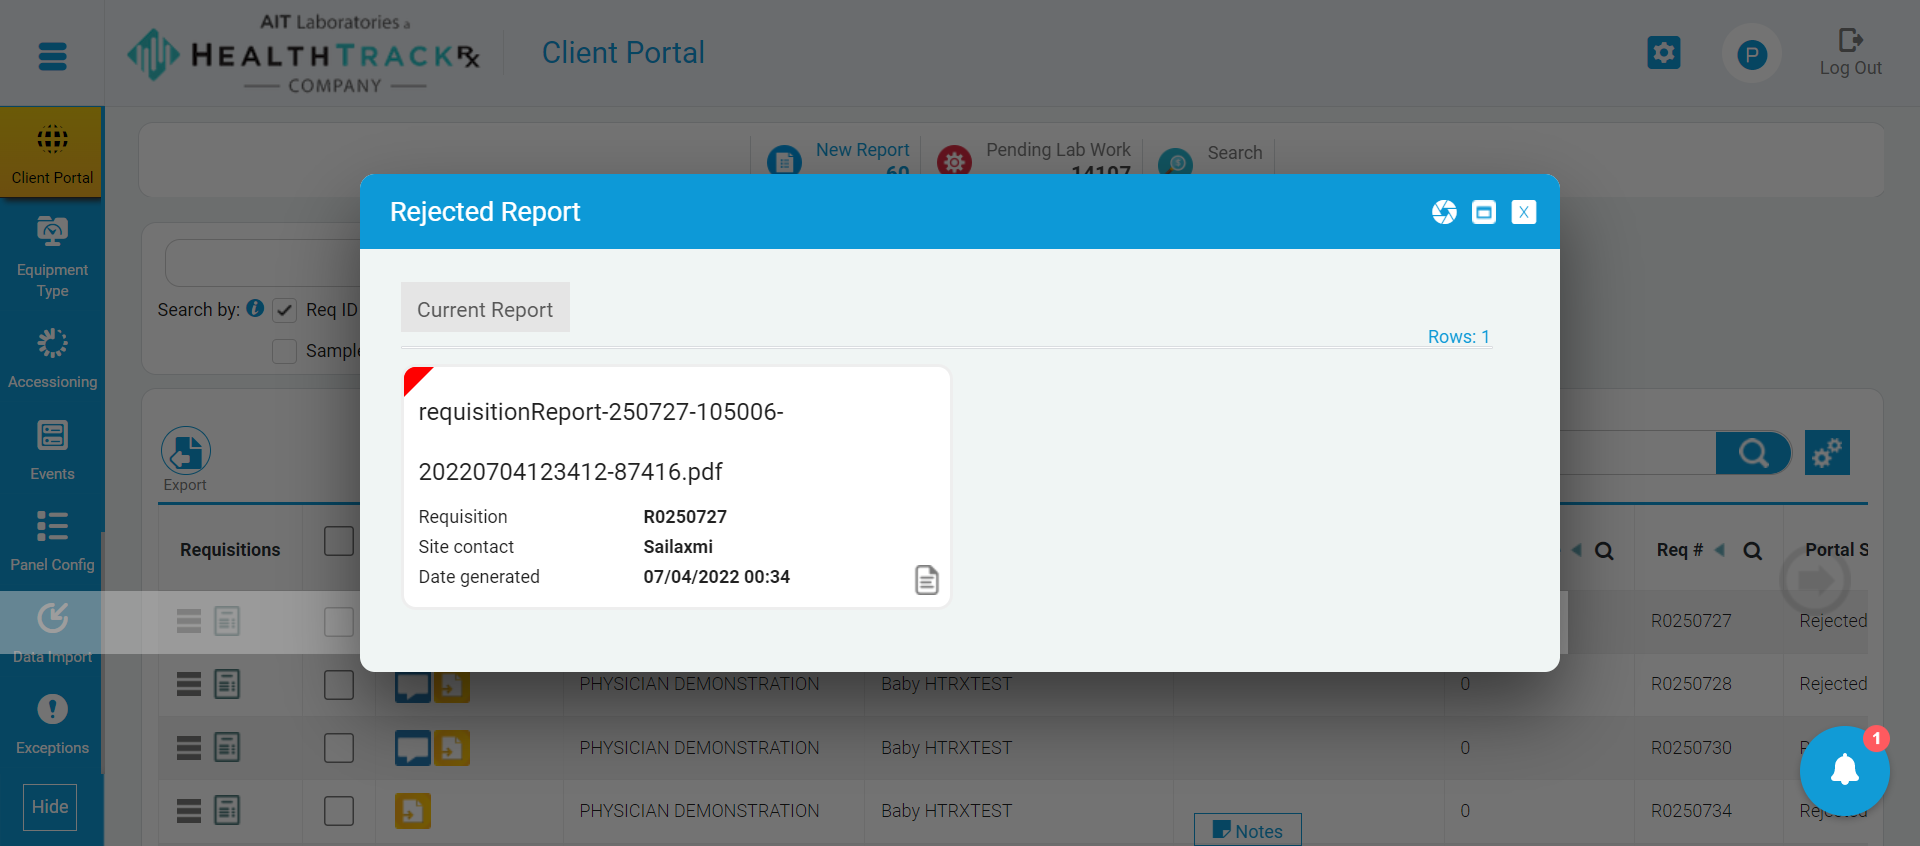 AIT Laboratories a
HEALTHTRACKRx
COMPANY
Client Portal
P
Log Out
Client Portal
Equipment
Type
Accessioning
Events
Panel Config
Data Import
Exceptions
Hide
New Report
60
Pending Lab Work
14107
Search
Search by:
Req ID
Sample
Export
Rejected Report
X
Current Report
Rows: 1
requisitionReport-250727-105006-
20220704123412-87416.pdf
Requisition R0250727
Site contact Sailaxmi
Date generated 07/04/2022 00:34
Requisitions Req # Portal S
R0250727 Rejected
PHYSICIAN DEMONSTRATION Baby HTRXTEST 0 R0250728 Rejected
PHYSICIAN DEMONSTRATION Baby HTRXTEST 0 R0250730
PHYSICIAN DEMONSTRATION Baby HTRXTEST 0 R0250734 Rejected
Notes
1